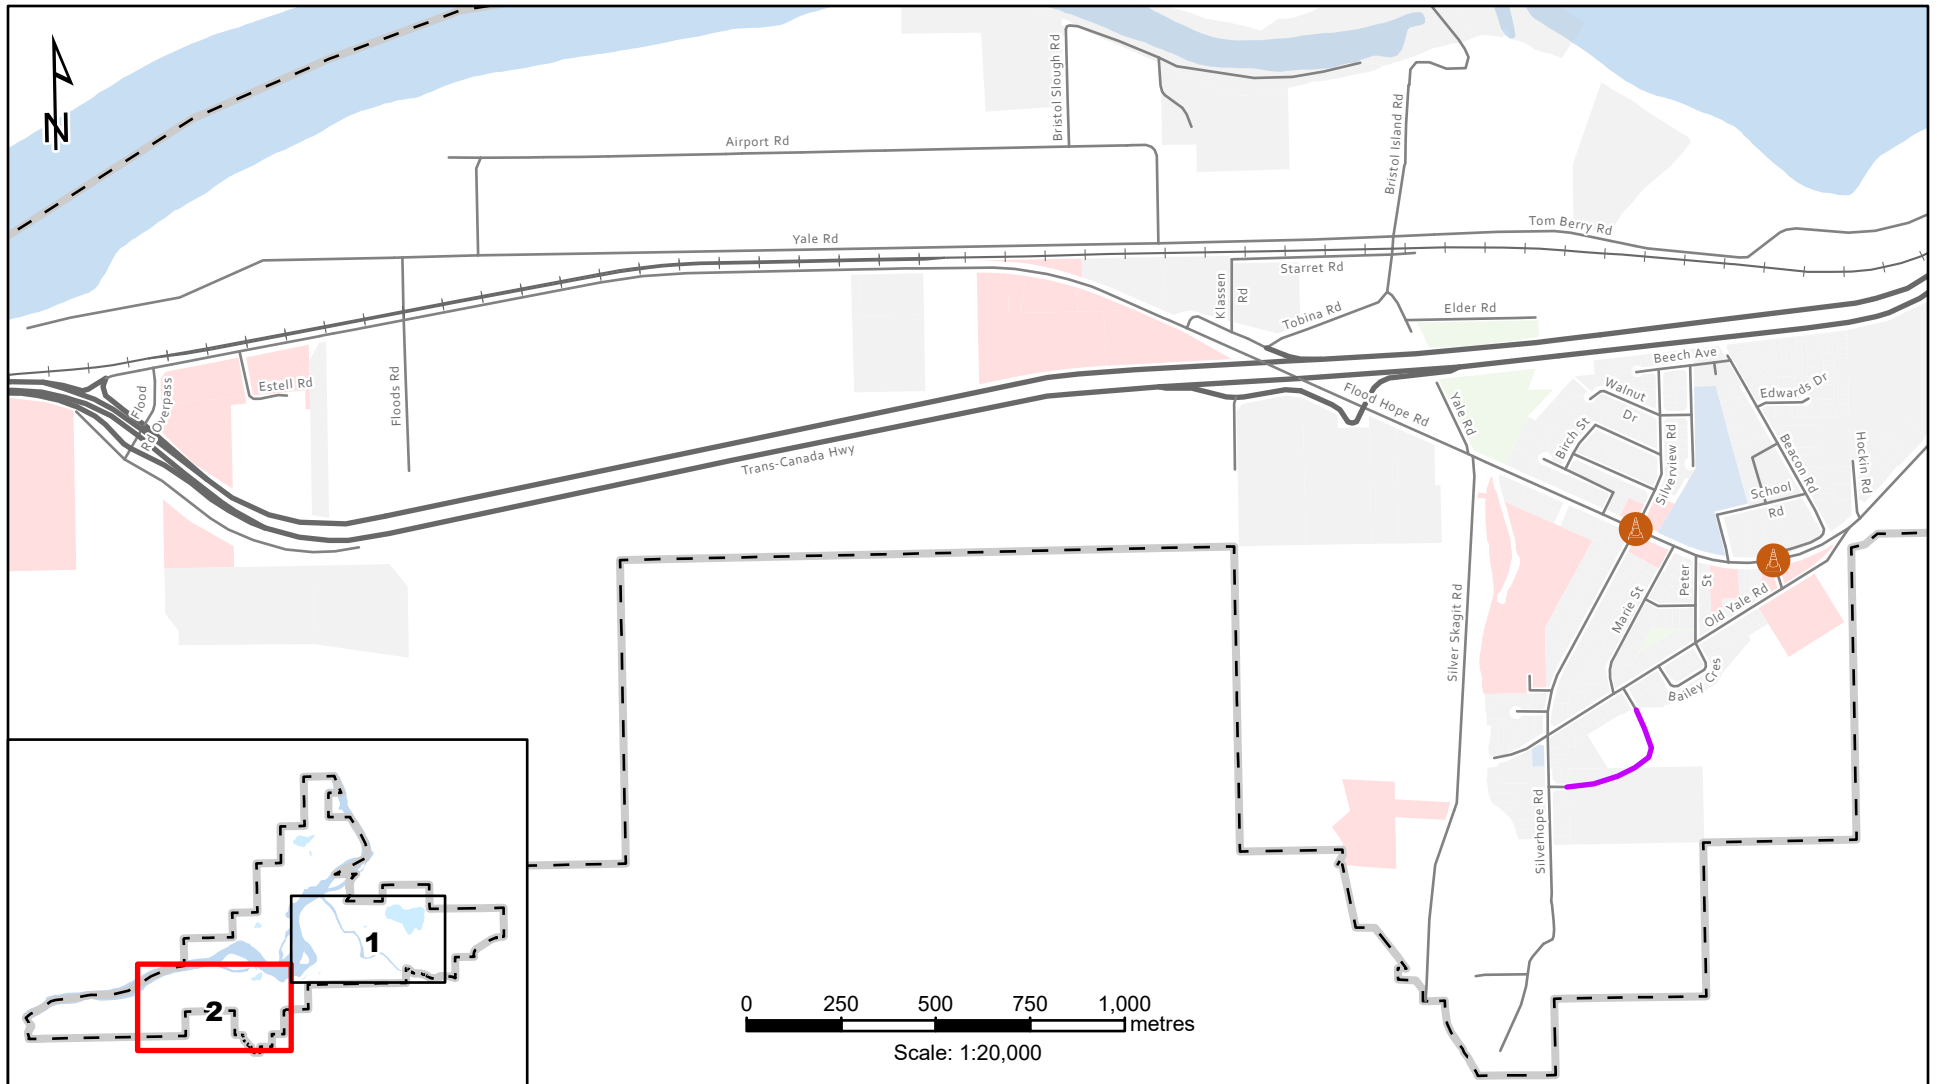 N
Bristol Slough Rd
Airport Rd
Bristol Island Rd
Tom Berry Rd
Yale Rd
Starret Rd
Klassen
Rd
Tobina Rd
Elder Rd
Beech Ave
Flood
Rd Overpass
Estell Rd
Floods Rd
Flood Hope Rd
Yale Rd
Walnut
Dr
Edwards Dr
Birch St
Silverview Rd
Beacon Rd
Hockin Rd
Trans-Canada Hwy
School
Rd
Silver Skagit Rd
Marie St
Peter
St
Old Yale Rd
Bailey Cres
Silverhope Rd
1
2
0 250 500 750 1,000
metres
Scale: 1:20,000